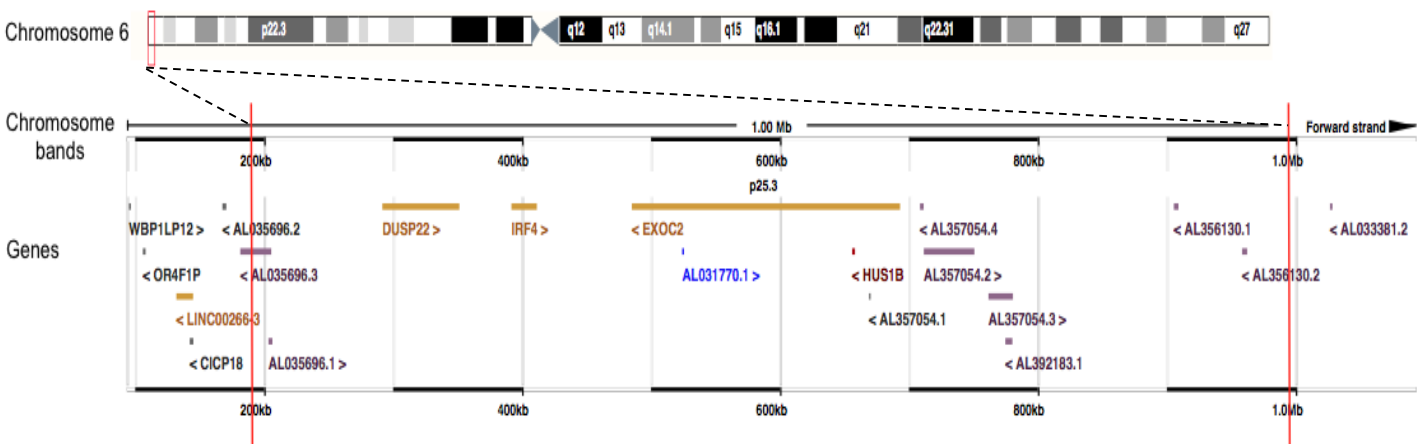 Chromosome 6
p22.3 q12 q13 q14.1 q15 q16.1 q21 q22.31 q27
Chromosome bands
1.00 Mb Forward strand
200kb 400kb 600kb 800kb 1.0Mb
p25.3
Genes
WBP1LP12 > < AL035696.2 DUSP22 > IRF4 > < EXOC2 < AL357054.4 < AL356130.1 < AL033381.2
< OR4F1P < AL035696.3 AL031770.1 > < HUS1B AL357054.2 > < AL356130.2
< LINC00266-3 < AL357054.1 AL357054.3 >
< CICP18 AL035696.1 > < AL392183.1
200kb 400kb 600kb 800kb 1.0Mb